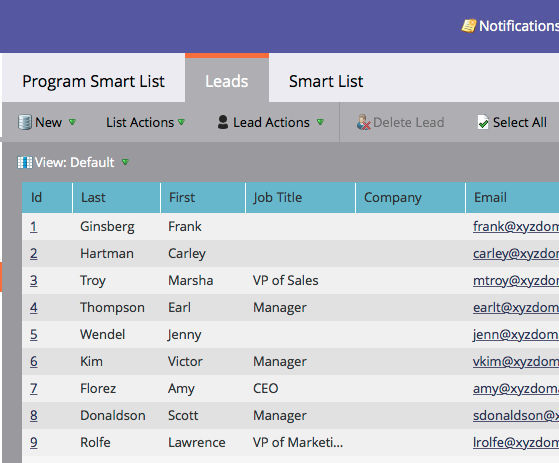 Notifications
Program Smart List Leads Smart List
New List Actions Lead Actions Delete Lead Select All
View: Default
Id Last First Job Title Company Email
1 Ginsberg Frank frank@xyzdom
2 Hartman Carley carley@xyzdom
3 Troy Marsha VP of Sales mtroy@xyzdom
4 Thompson Earl Manager earlt@xyzdom
5 Wendel Jenny jenn@xyzdom
6 Kim Victor Manager vkim@xyzdom
7 Florez Amy CEO amy@xyzdom
8 Donaldson Scott Manager sdonaldson@x
9 Rolfe Lawrence VP of Marketi... lrolfe@xyzdom